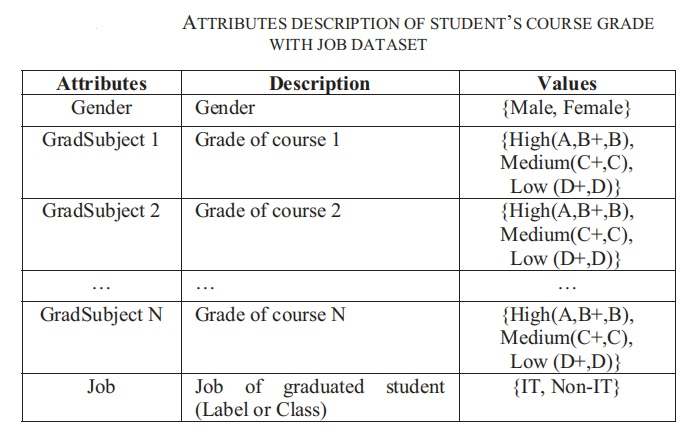 ATTRIBUTES DESCRIPTION OF STUDENT'S COURSE GRADE
WITH JOB DATASET
Attributes Description Values
Gender Gender {Male, Female}
GradSubject 1 Grade of course 1 {High(A,B+,B),
Medium(C+,C),
Low (D+,D)}
GradSubject 2 Grade of course 2 {High(A,B+,B),
Medium(C+,C),
Low (D+,D)}
… … …
GradSubject N Grade of course N {High(A,B+,B),
Medium(C+,C),
Low (D+,D)}
Job Job of graduated student {IT, Non-IT}
(Label or Class)